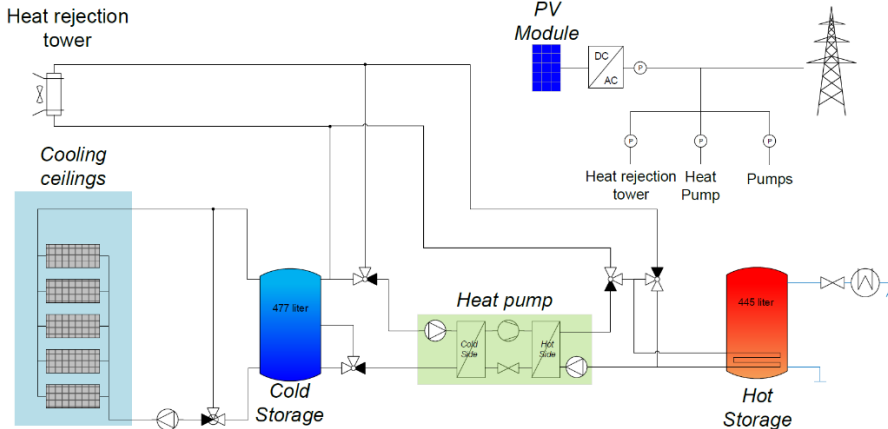 Heat rejection
tower
PV
Module
DC
AC
P
P
P
P
Heat rejection
tower
Heat
Pump
Pumps
Cooling
ceilings
477 liter
Cold
Storage
Heat pump
Cold
Side
Hot
Side
445 liter
Hot
Storage